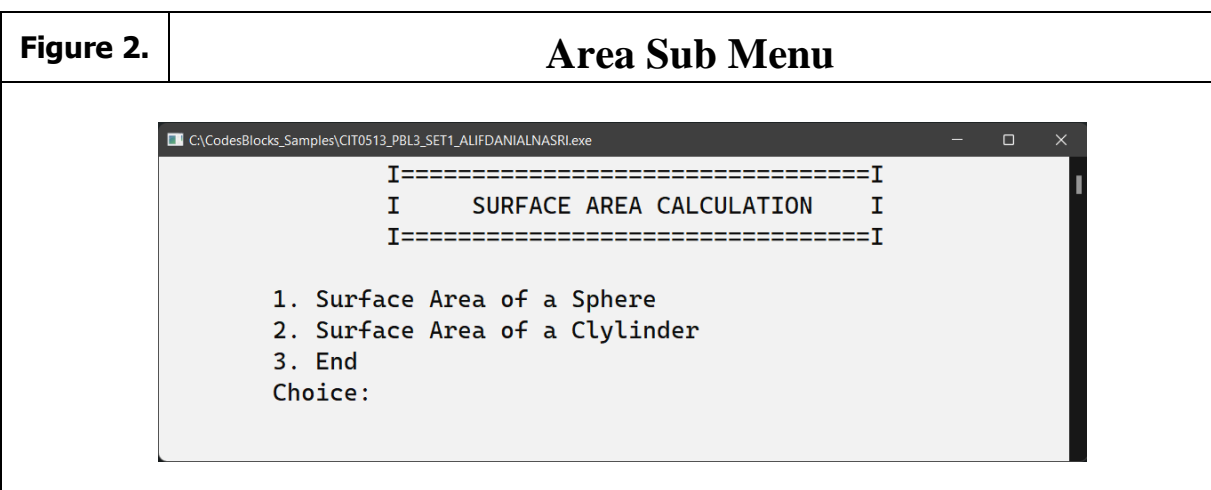 Figure 2.
Area Sub Menu
C:\CodesBlocks_Samples\CIT0513_PBL3_SET1_ALIFDANIALNASRI.exe
I=================================I
I SURFACE AREA CALCULATION I
I=================================I
1. Surface Area of a Sphere
2. Surface Area of a Clylinder
3. End
Choice: